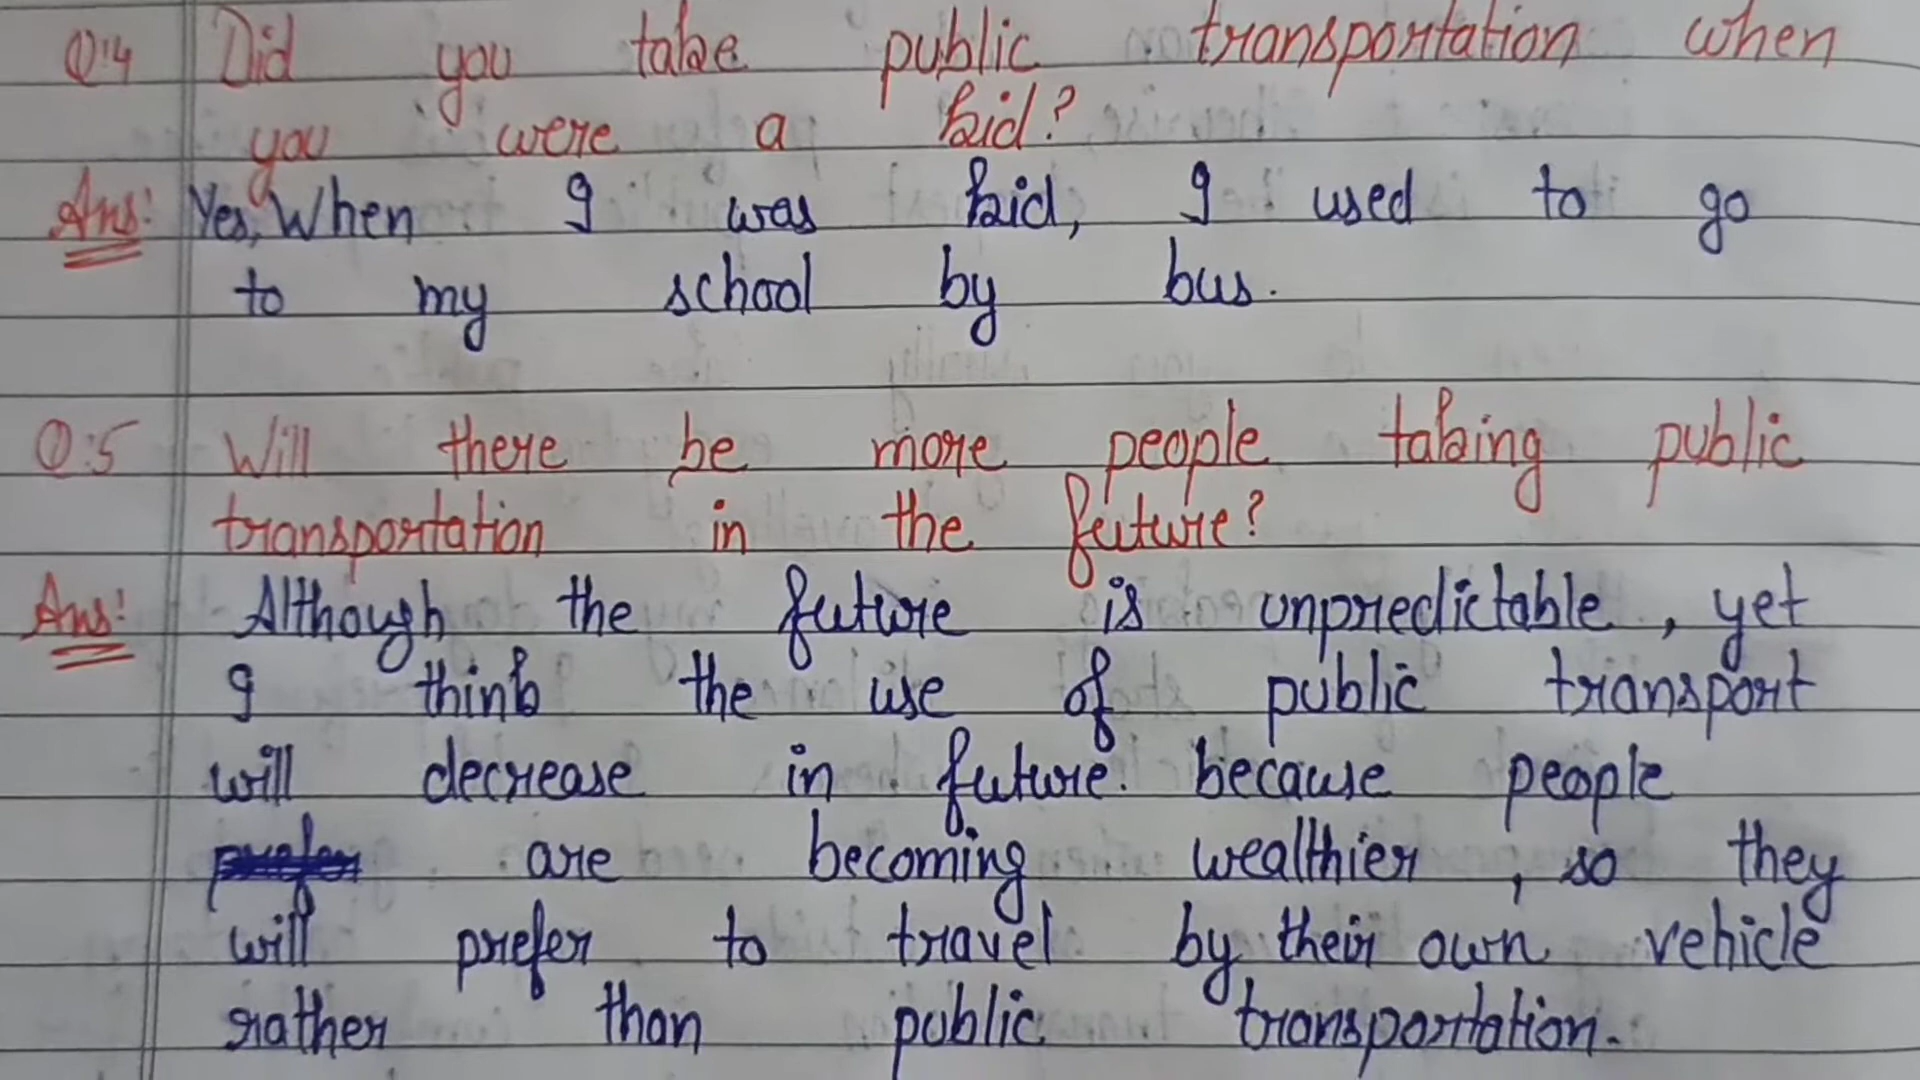 Q:4 Did you take public transportation when
you were a kid?
Ans: Yes, When I was kid, I used to go
to my school by bus.
Q:5 Will there be more people taking public
transportation in the future?
Ans: Although the future is unpredictable, yet
I think the use of public transport
will decrease in future. because people
prefer are becoming wealthier, so they
will prefer to travel by their own vehicle
rather than public transportation.